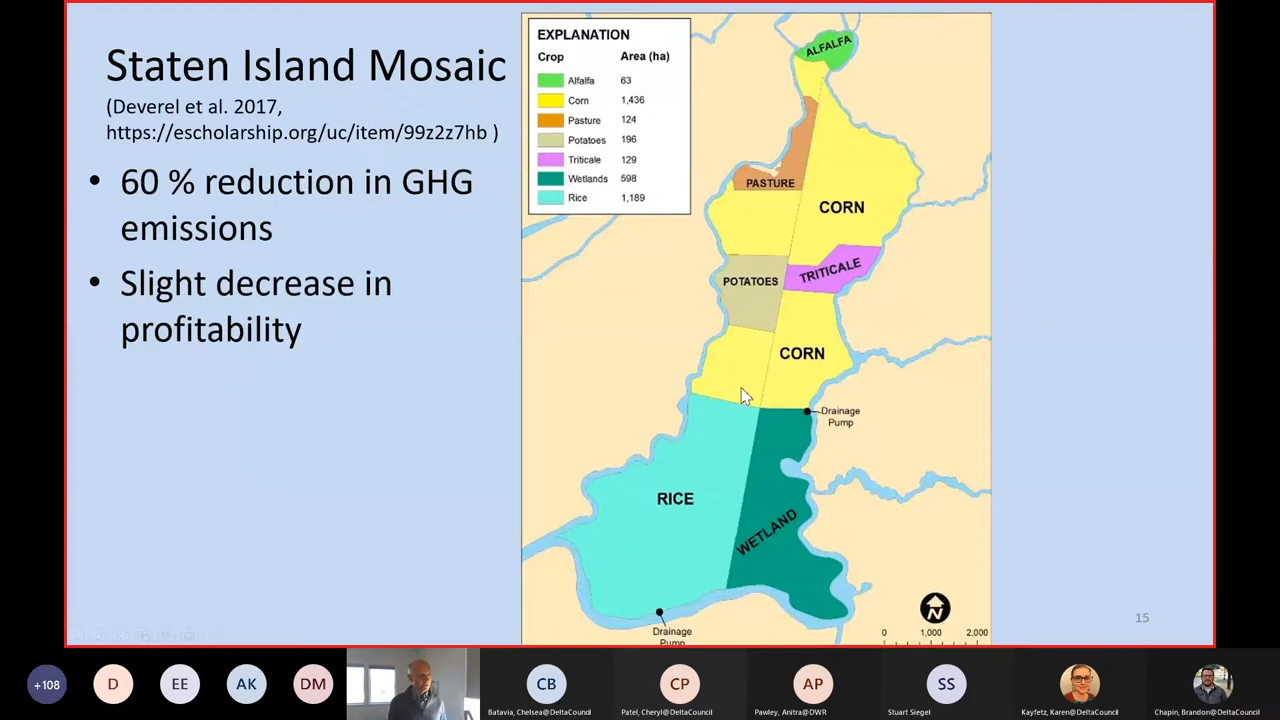 Staten Island Mosaic
(Deverel et al. 2017,
https://escholarship.org/uc/item/99z2z7hb )
• 60 % reduction in GHG
emissions
• Slight decrease in
profitability
EXPLANATION
Crop Area (ha)
Alfalfa 63
Corn 1,436
Pasture 124
Potatoes 196
Triticale 129
Wetlands 598
Rice 1,189
ALFALFA
PASTURE
CORN
POTATOES
TRITICALE
CORN
Drainage
Pump
RICE
WETLAND
Drainage
Pump
N
0 1,000 2,000
15
+108
D
EE
AK
DM
CB
CP
AP
SS
Batavia, Chelsea@DeltaCouncil
Patel, Cheryl@DeltaCouncil
Pawley, Anitra@DWR
Stuart Siegel
Kayfetz, Karen@DeltaCouncil
Chapin, Brandon@DeltaCouncil